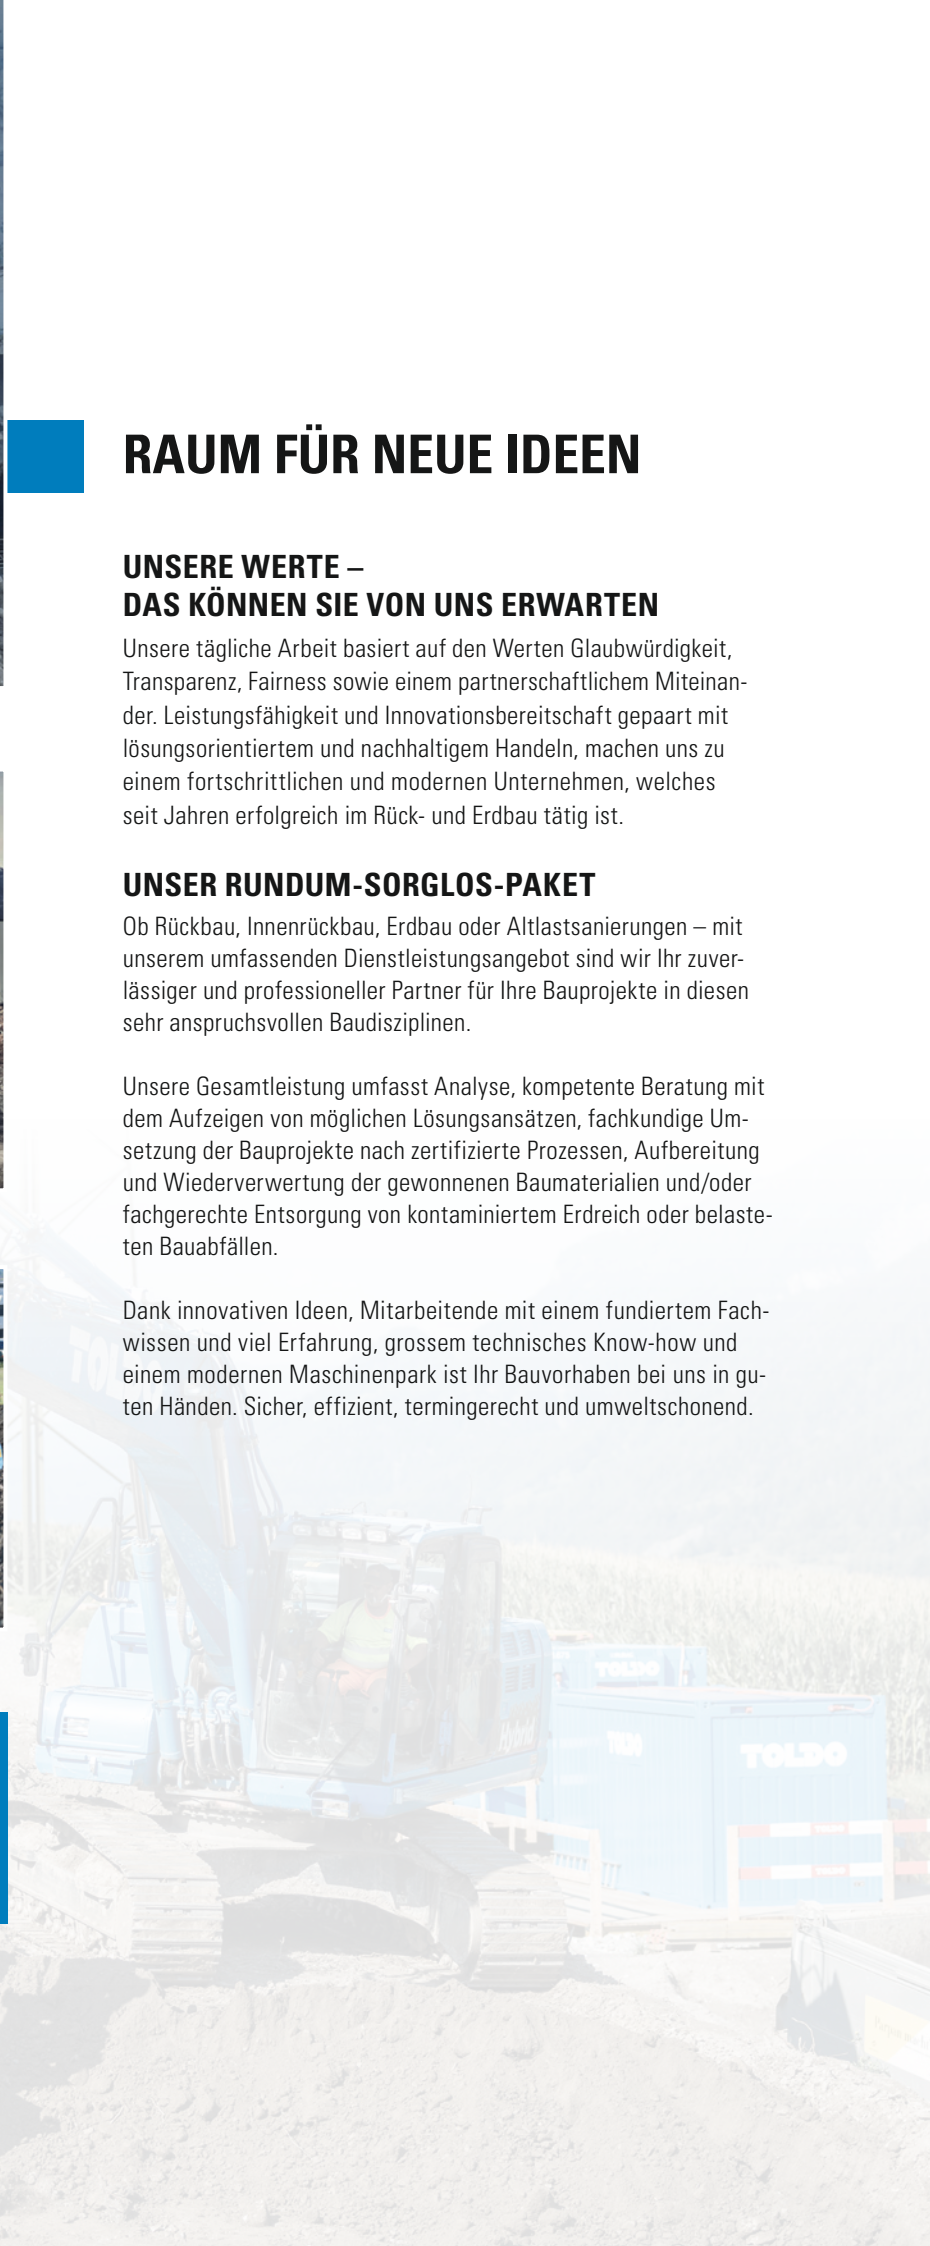 RAUM FÜR NEUE IDEEN
UNSERE WERTE –
DAS KÖNNEN SIE VON UNS ERWARTEN
Unsere tägliche Arbeit basiert auf den Werten Glaubwürdigkeit,
Transparenz, Fairness sowie einem partnerschaftlichem Miteinan-
der. Leistungsfähigkeit und Innovationsbereitschaft gepaart mit
lösungsorientiertem und nachhaltigem Handeln, machen uns zu
einem fortschrittlichen und modernen Unternehmen, welches
seit Jahren erfolgreich im Rück- und Erdbau tätig ist.
UNSER RUNDUM-SORGLOS-PAKET
Ob Rückbau, Innenrückbau, Erdbau oder Altlastsanierungen – mit
unserem umfassenden Dienstleistungsangebot sind wir Ihr zuver-
lässiger und professioneller Partner für Ihre Bauprojekte in diesen
sehr anspruchsvollen Baudisziplinen.
Unsere Gesamtleistung umfasst Analyse, kompetente Beratung mit
dem Aufzeigen von möglichen Lösungsansätzen, fachkundige Um-
setzung der Bauprojekte nach zertifizierte Prozessen, Aufbereitung
und Wiederverwertung der gewonnenen Baumaterialien und/oder
fachgerechte Entsorgung von kontaminiertem Erdreich oder belaste-
ten Bauabfällen.
Dank innovativen Ideen, Mitarbeitende mit einem fundiertem Fach-
wissen und viel Erfahrung, grossem technisches Know-how und
einem modernen Maschinenpark ist Ihr Bauvorhaben bei uns in gu-
ten Händen. Sicher, effizient, termingerecht und umweltschonend.
TOLDO
TOLDO
Hybrid
TOLDO
TOLDO